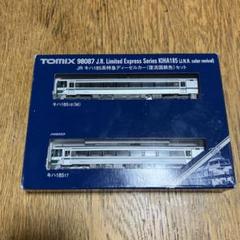 TOMIX 98087 J.R. Limited Express Series KIHA185 (J.N.R. color revival)
JR キハ185系特急ディーゼルカー(復活国鉄色)セット
キハ185-0(M)
キハ185(T)